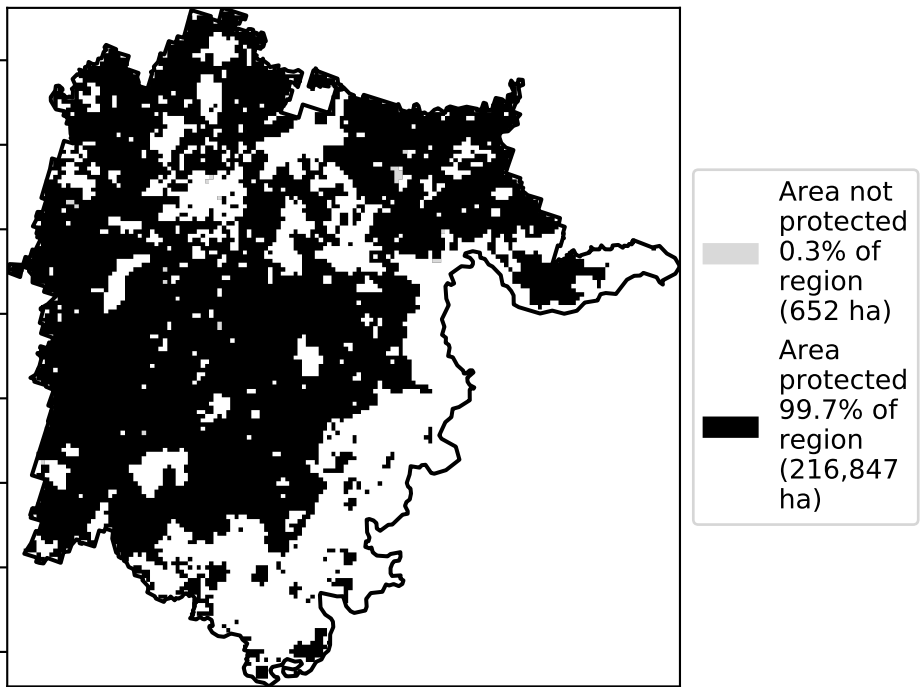 Area not
protected
0.3% of
region
(652 ha)
Area
protected
99.7% of
region
(216,847
ha)